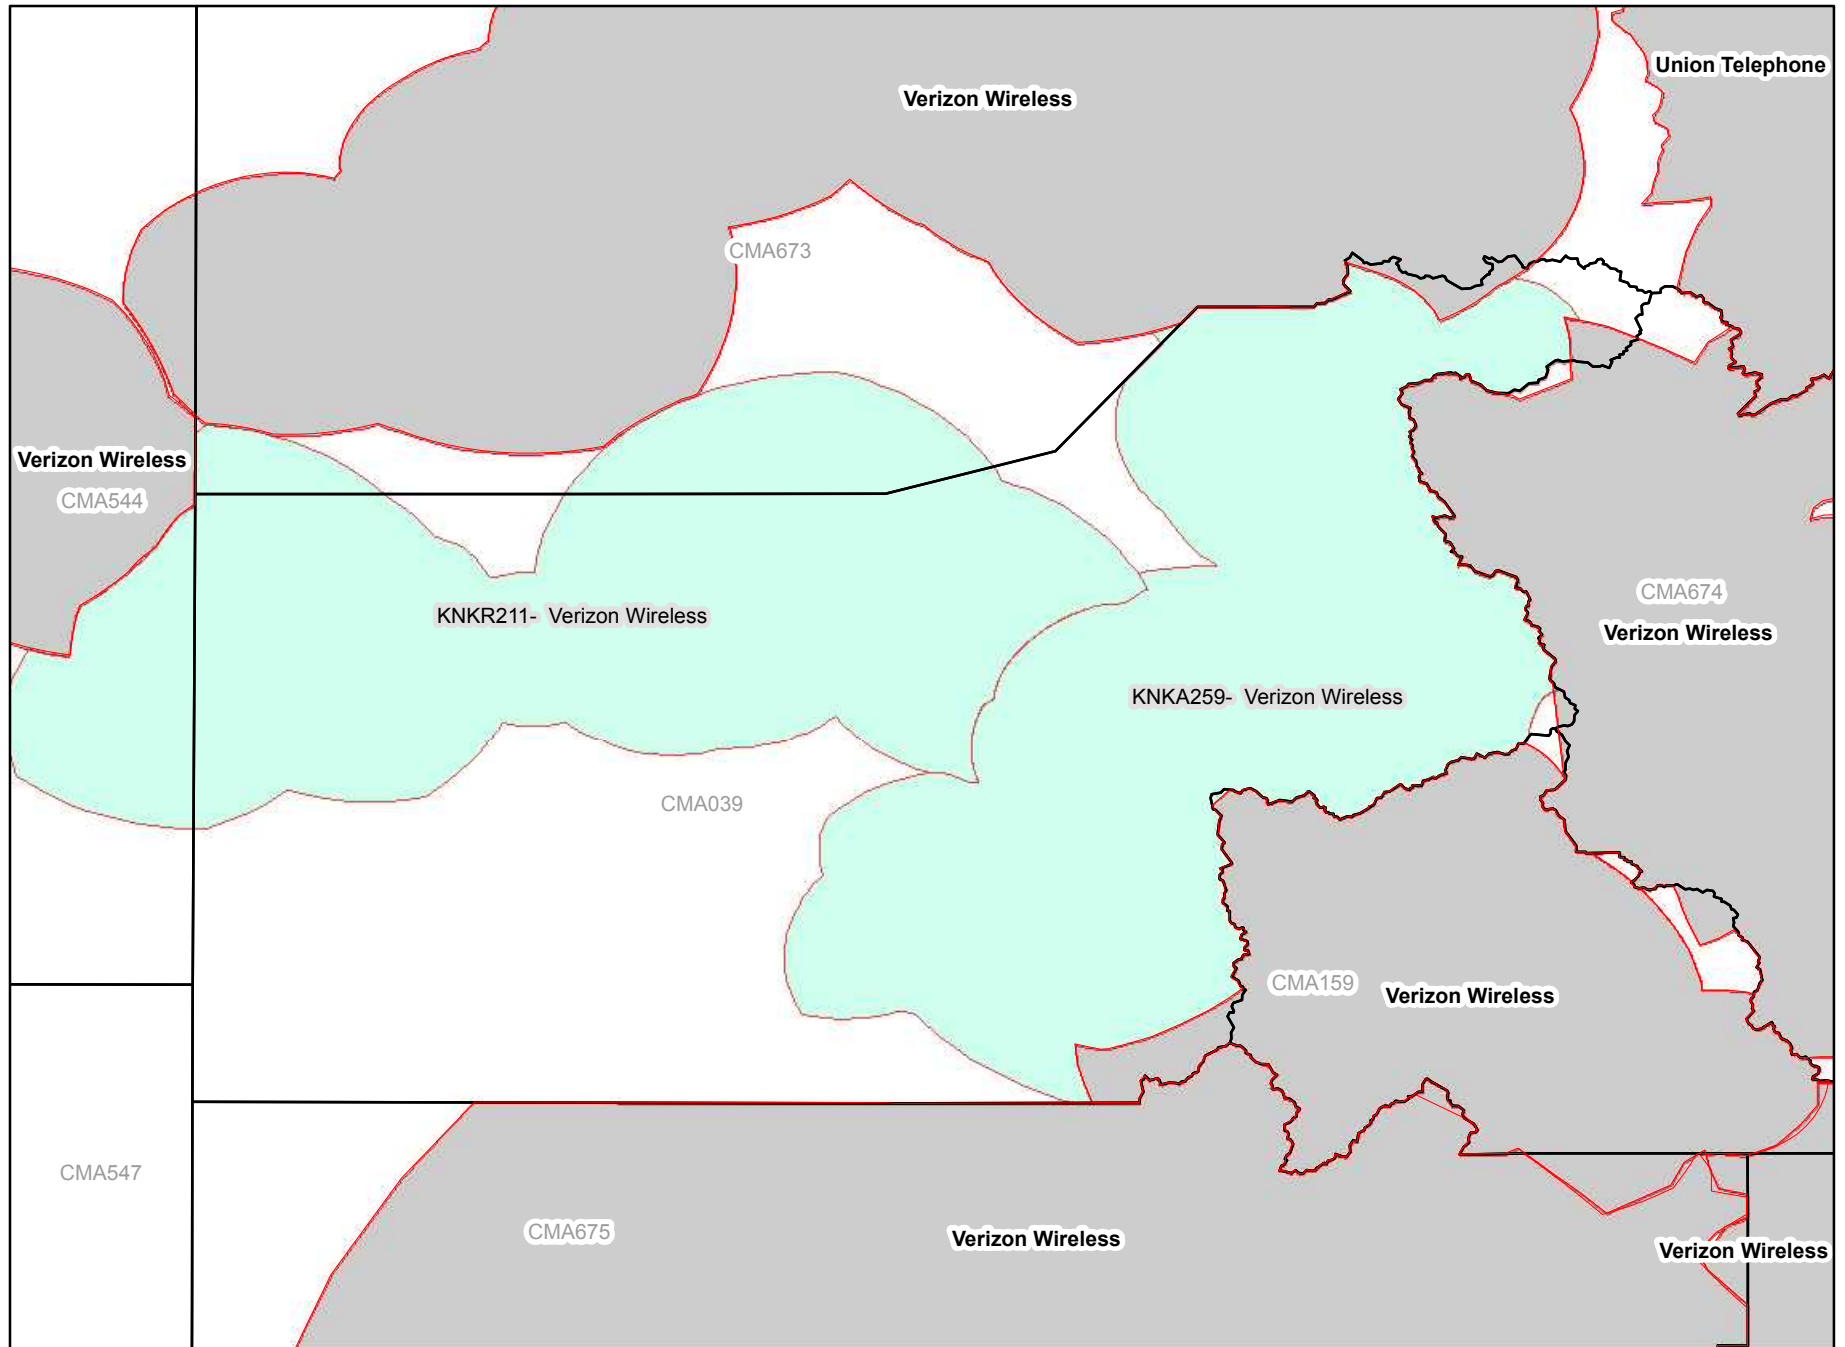 Union Telephone
Verizon Wireless
CMA673
Verizon Wireless
CMA544
CMA674
Verizon Wireless
KNKR211-  Verizon Wireless
KNKA259-  Verizon Wireless
CMA039
CMA159
Verizon Wireless
CMA547
CMA675
Verizon Wireless
Verizon Wireless